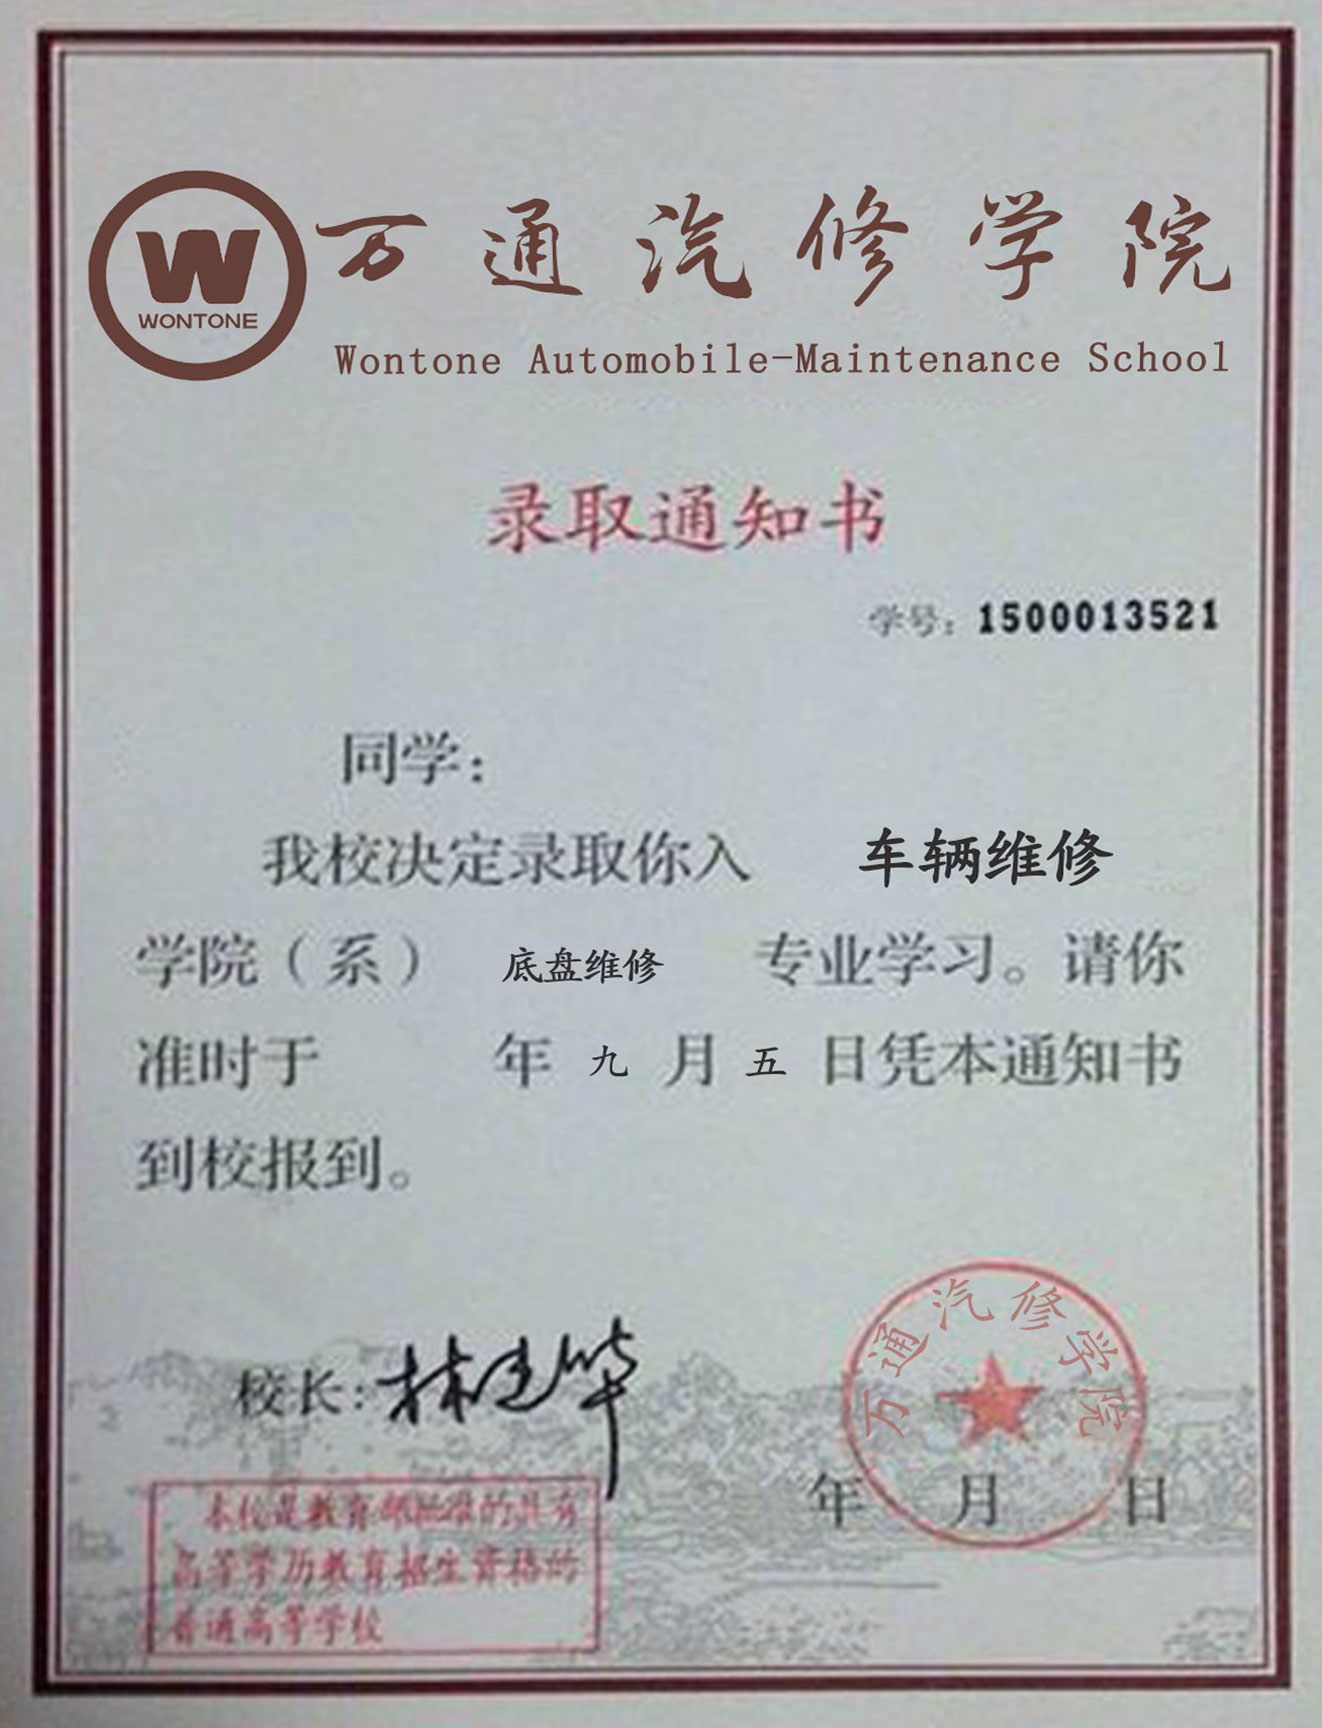 W
WONTONE
万通汽修学院
Wontone Automobile-Maintenance School
录取通知书
学号：1500013521
同学：
我校决定录取你入 车辆维修
学院（系） 底盘维修 专业学习。请你
准时于 年 九 月 五 日凭本通知书
到校报到。
校长：林建华
万通汽修学院
年 月 日
本校是教育部批准的具有
高等学历教育招生资格的
普通高等学校